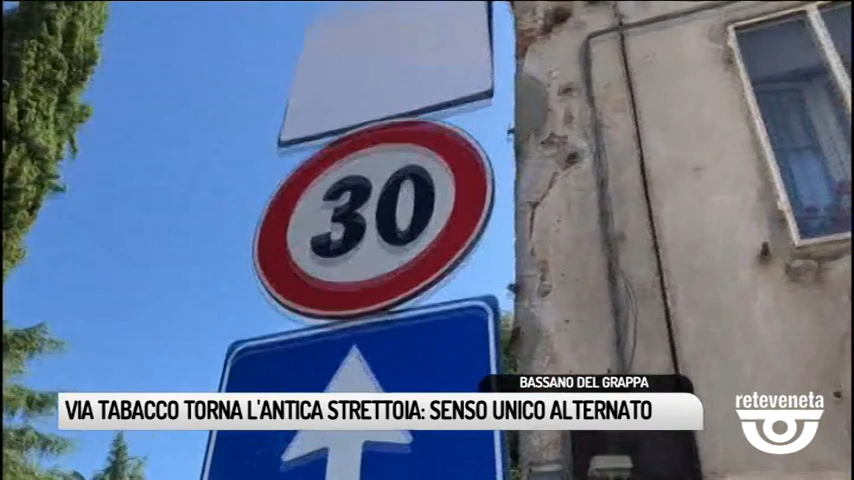 30
BASSANO DEL GRAPPA
VIA TABACCO TORNA L'ANTICA STRETTOIA: SENSO UNICO ALTERNATO
reteveneta